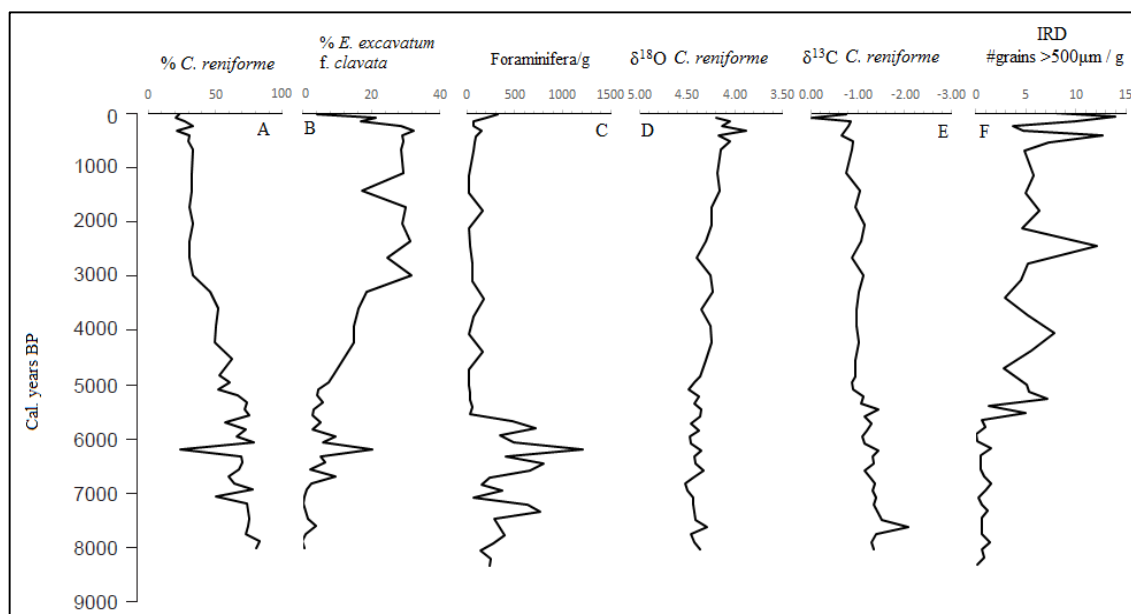 % C. reniforme
% E. excavatum
f. clavata
Foraminifera/g
δ18O C. reniforme
δ13C C. reniforme
IRD
#grains >500μm / g
0 50 100
0 20 40
0 500 1000 1500
5.00 4.50 4.00 3.50
0.00 -1.00 -2.00 -3.00
0 5 10 15
A B C D E F
Cal. years BP
0
1000
2000
3000
4000
5000
6000
7000
8000
9000